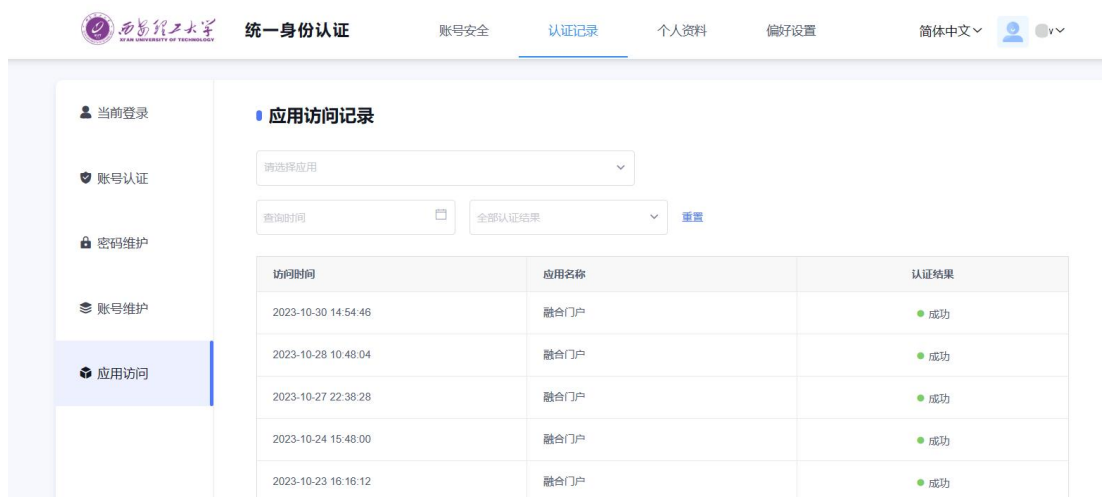 西安理工大学
XI'AN UNIVERSITY OF TECHNOLOGY
统一身份认证
账号安全
认证记录
个人资料
偏好设置
简体中文
当前登录
账号认证
密码维护
账号维护
应用访问
应用访问记录
请选择应用
查询时间
全部认证结果
重置
访问时间 应用名称 认证结果
2023-10-30 14:54:46 融合门户 成功
2023-10-28 10:48:04 融合门户 成功
2023-10-27 22:38:28 融合门户 成功
2023-10-24 15:48:00 融合门户 成功
2023-10-23 16:16:12 融合门户 成功